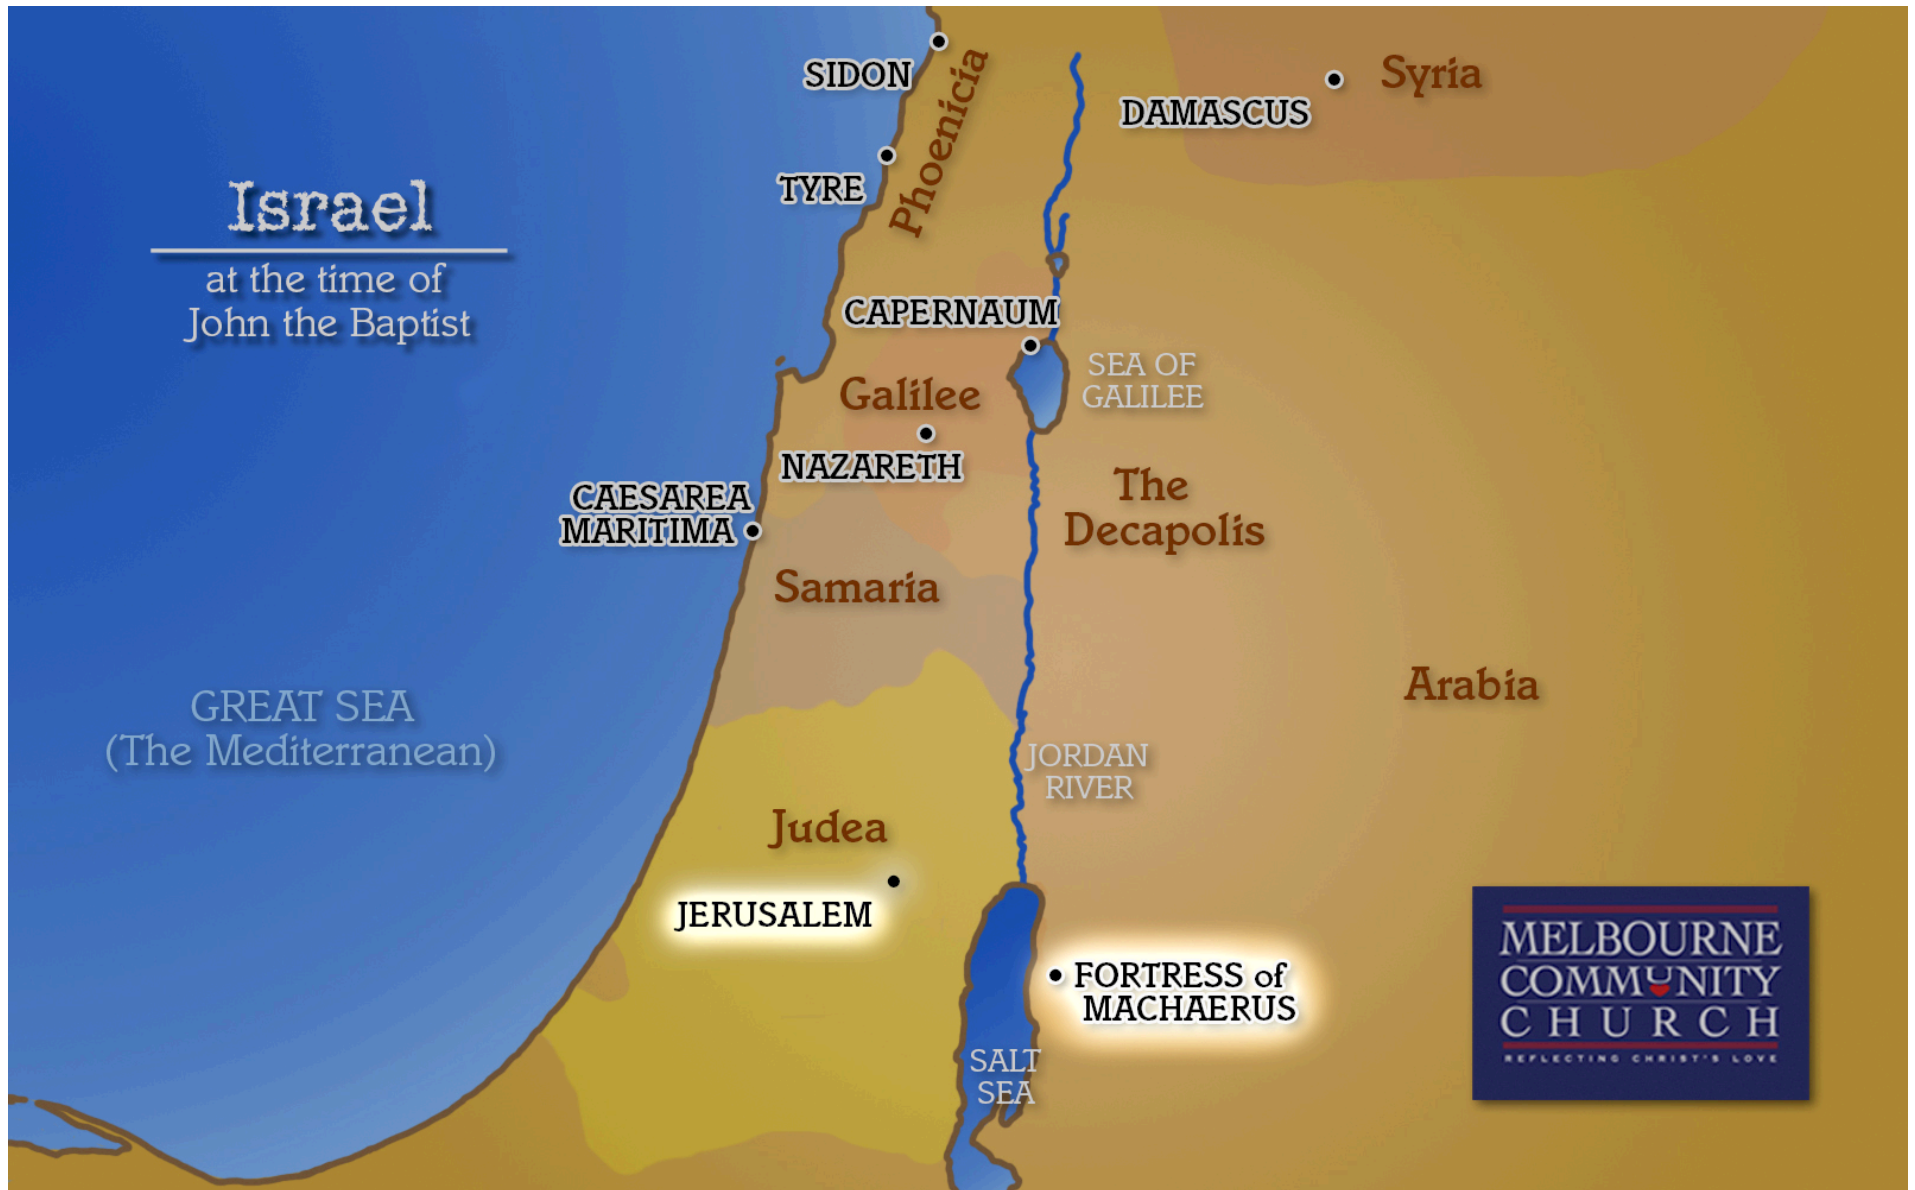 SIDON
Phoenicia
Syria
DAMASCUS
TYRE
Israel
at the time of
John the Baptist
CAPERNAUM
SEA OF
GALILEE
Galilee
NAZARETH
CAESAREA
MARITIMA
The
Decapolis
Samaria
Arabia
GREAT SEA
(The Mediterranean)
JORDAN
RIVER
Judea
JERUSALEM
FORTRESS of
MACHAERUS
SALT
SEA
MELBOURNE
COMMUNITY
CHURCH
REFLECTING CHRIST'S LOVE